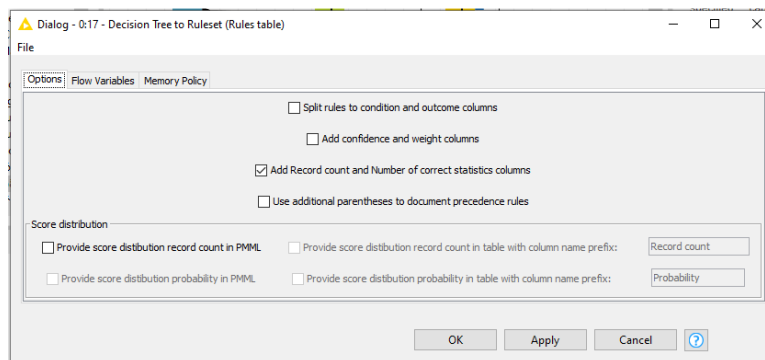 Dialog - 0:17 - Decision Tree to Ruleset (Rules table)
File
Options Flow Variables Memory Policy
Split rules to condition and outcome columns
Add confidence and weight columns
Add Record count and Number of correct statistics columns
Use additional parentheses to document precedence rules
Score distribution
Provide score distibution record count in PMML Provide score distibution record count in table with column name prefix: Record count
Provide score distibution probability in PMML Provide score distibution probability in table with column name prefix: Probability
OK Apply Cancel ?